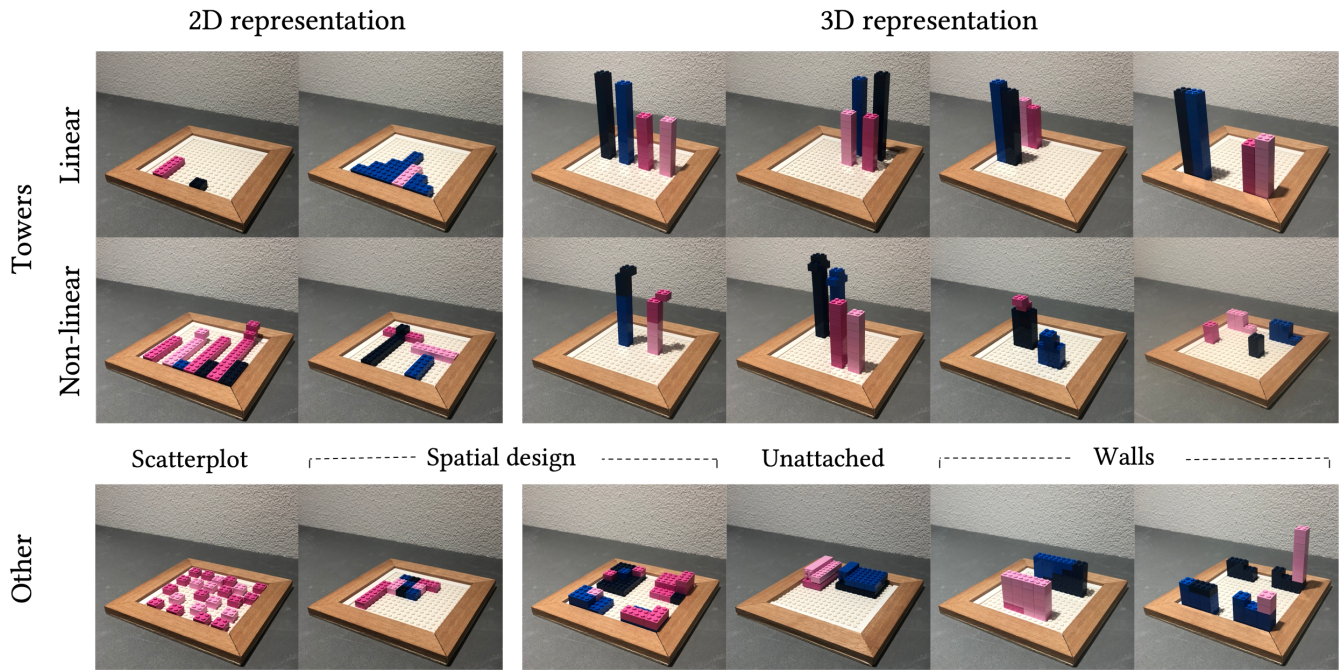 2D representation
3D representation
Towers
Linear
Non-linear
Scatterplot
Spatial design
Unattached
Walls
Other